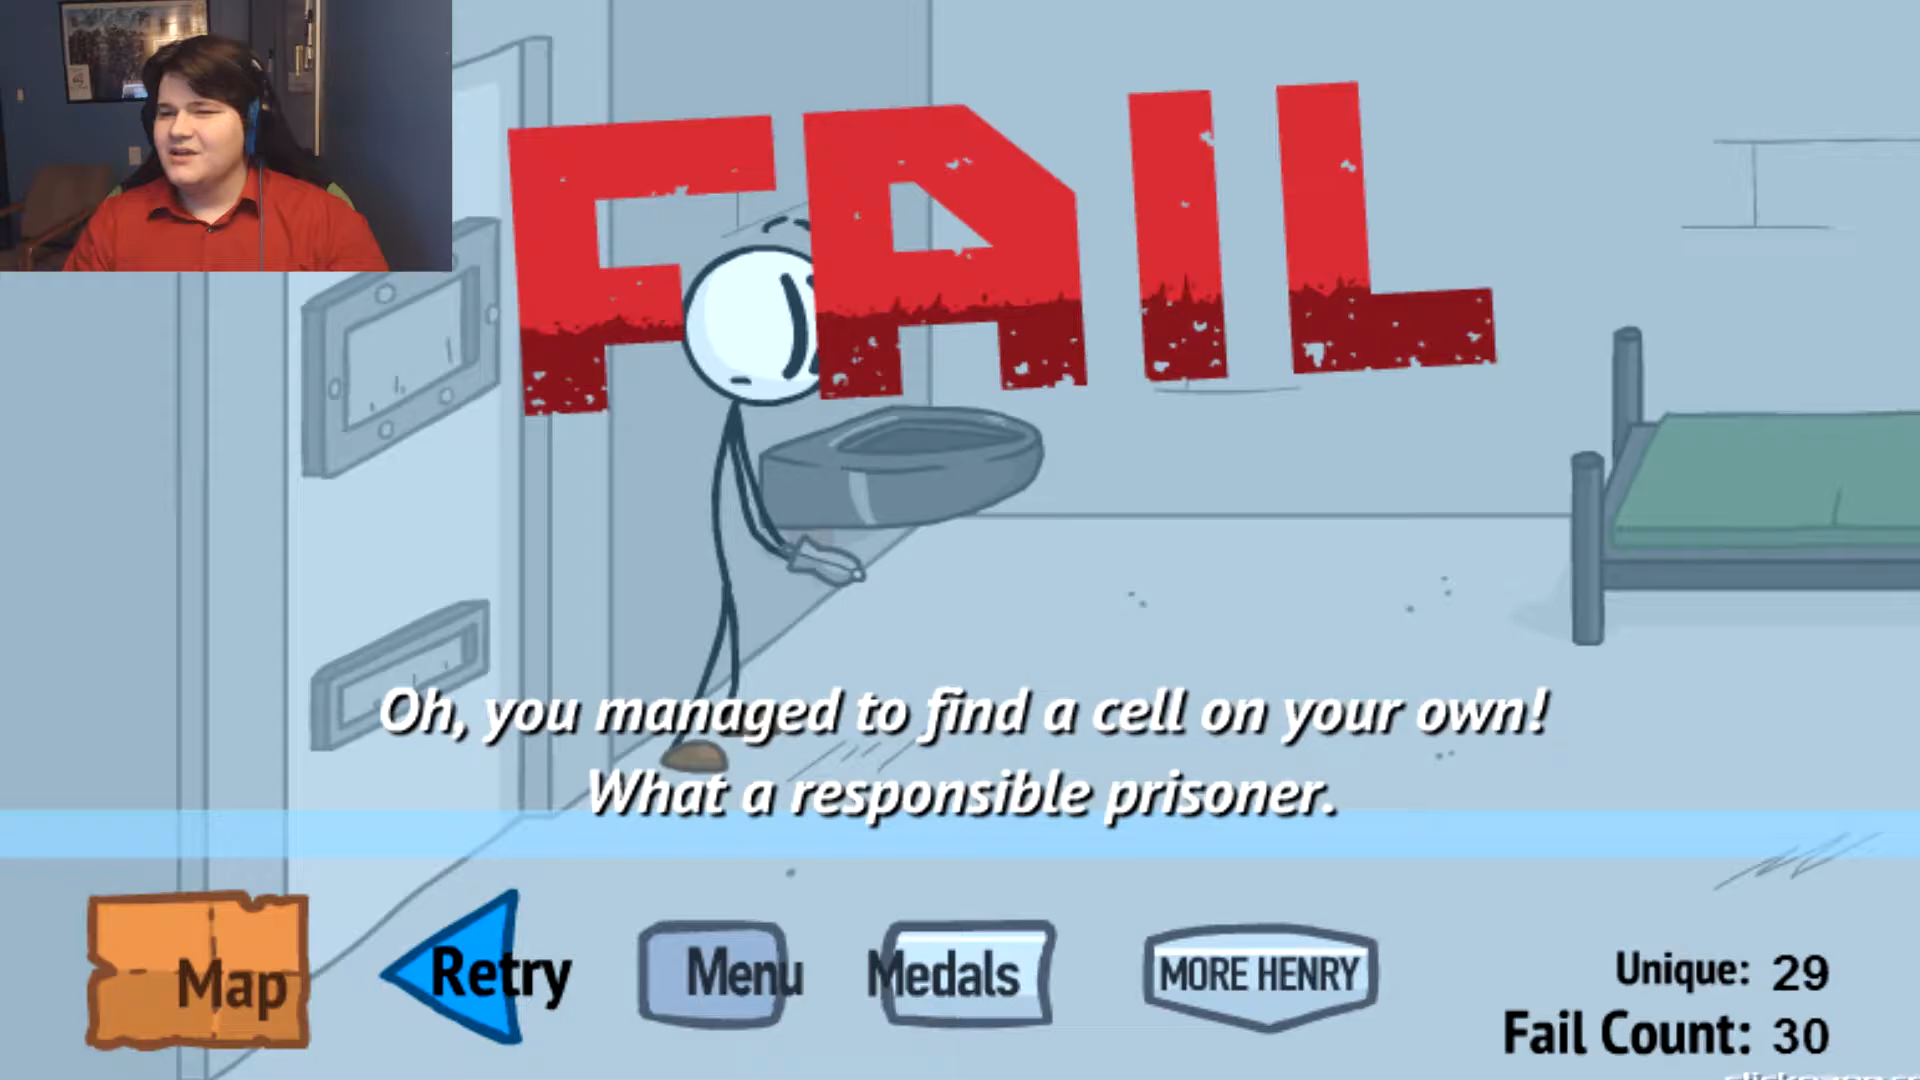 FAIL
Oh, you managed to find a cell on your own!
What a responsible prisoner.
Map
Retry
Menu
Medals
MORE HENRY
Unique: 29
Fail Count: 30